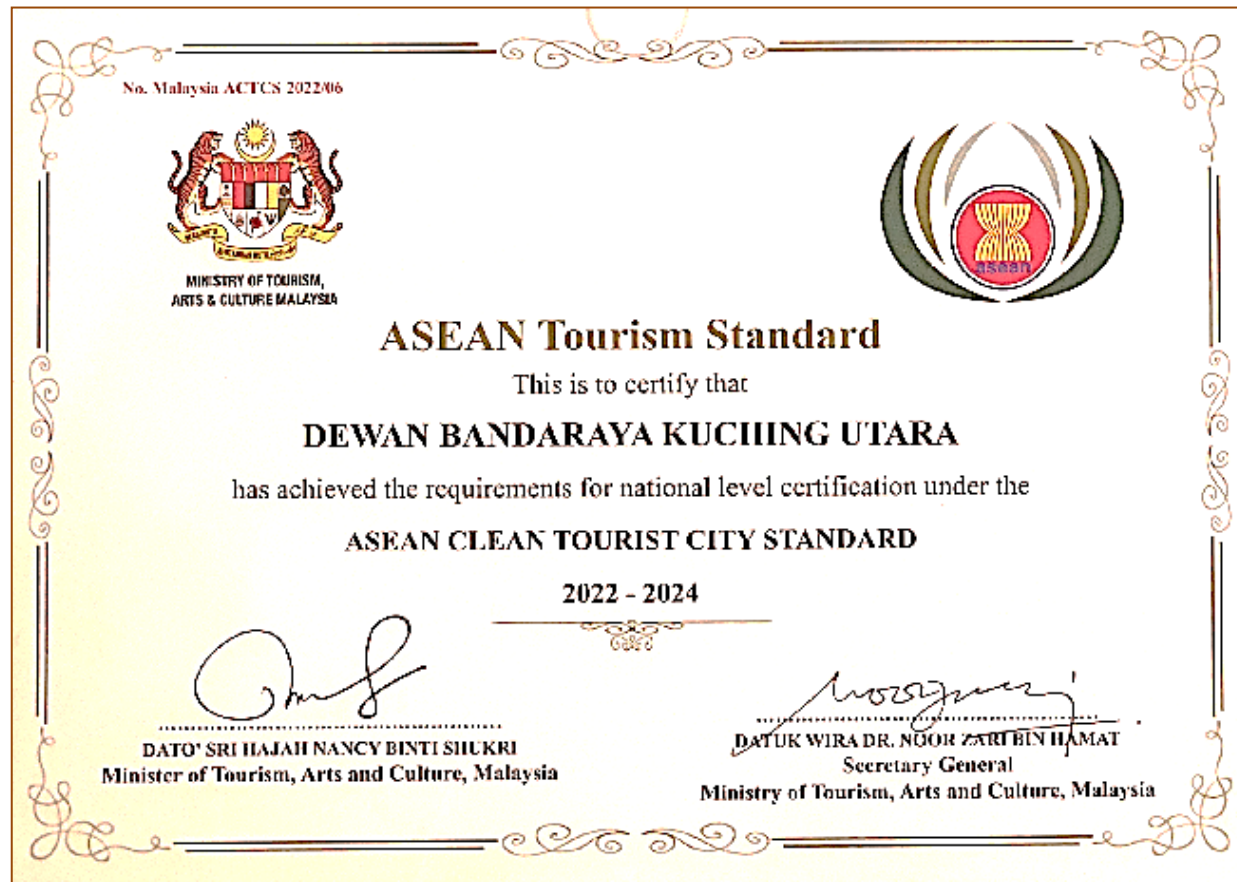 No. Malaysia ACTCS 2022/06
MINISTRY OF TOURISM,
ARTS & CULTURE MALAYSIA
asean
ASEAN Tourism Standard
This is to certify that
DEWAN BANDARAYA KUCHING UTARA
has achieved the requirements for national level certification under the
ASEAN CLEAN TOURIST CITY STANDARD
2022 - 2024
DATO' SRI HAJAH NANCY BINTI SHUKRI
Minister of Tourism, Arts and Culture, Malaysia
DATUK WIRA DR. NOOR ZARI BIN HAMAT
Secretary General
Ministry of Tourism, Arts and Culture, Malaysia